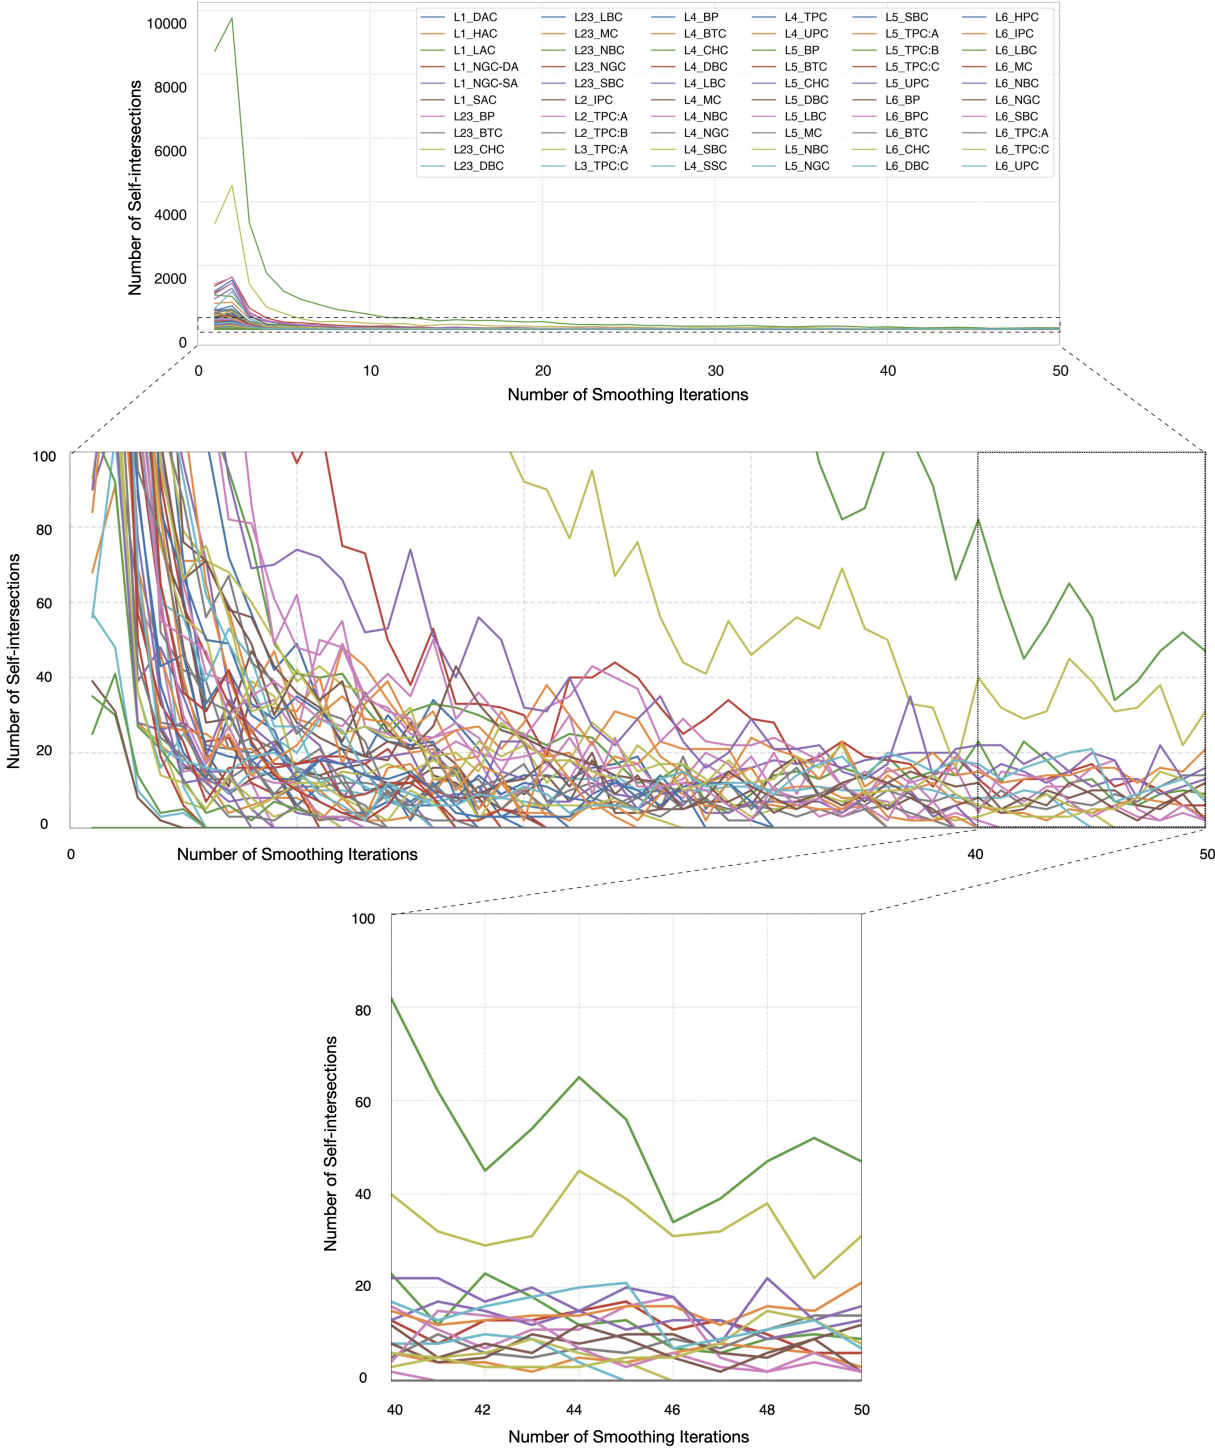 10000
8000
6000
4000
2000
0
Number of Self-intersections
L1_DAC L23_LBC L4_BP L4_TPC L5_SBC L6_HPC
L1_HAC L23_MC L4_BTC L4_UPC L5_TPC:A L6_IPC
L1_LAC L23_NBC L4_CHC L5_BP L5_TPC:B L6_LBC
L1_NGC-DA L23_NGC L4_DBC L5_BTC L5_TPC:C L6_MC
L1_NGC-SA L23_SBC L4_LBC L5_CHC L5_UPC L6_NBC
L1_SAC L2_IPC L4_MC L5_DBC L6_BP L6_NGC
L23_BP L2_TPC:A L4_NBC L5_LBC L6_BPC L6_SBC
L23_BTC L2_TPC:B L4_NGC L5_MC L6_BTC L6_TPC:A
L23_CHC L3_TPC:A L4_SBC L5_NBC L6_CHC L6_TPC:C
L23_DBC L3_TPC:C L4_SSC L5_NGC L6_DBC L6_UPC
0 10 20 30 40 50
Number of Smoothing Iterations
100
80
60
40
20
0
Number of Self-intersections
0 Number of Smoothing Iterations 40 50
100
80
60
40
20
0
Number of Self-intersections
40 42 44 46 48 50
Number of Smoothing Iterations